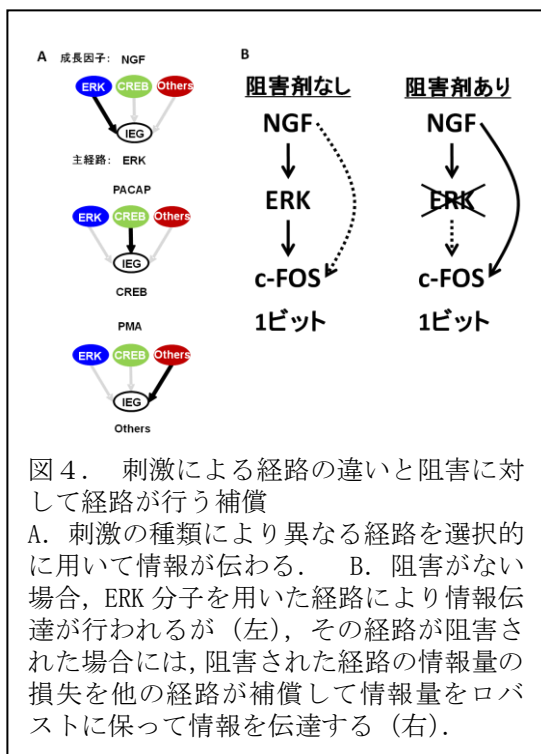 A 成長因子: NGF
ERK CREB Others
IEG
主経路: ERK
PACAP
ERK CREB Others
IEG
CREB
PMA
ERK CREB Others
IEG
Others
B
阻害剤なし 阻害剤あり
NGF NGF
ERK ERK
c-FOS c-FOS
1ビット 1ビット
図４． 刺激による経路の違いと阻害に対
して経路が行う補償
A. 刺激の種類により異なる経路を選択的
に用いて情報が伝わる． B. 阻害がない
場合, ERK 分子を用いた経路により情報伝
達が行われるが（左），その経路が阻害さ
れた場合には, 阻害された経路の情報量の
損失を他の経路が補償して情報量をロバ
ストに保って情報を伝達する（右）．